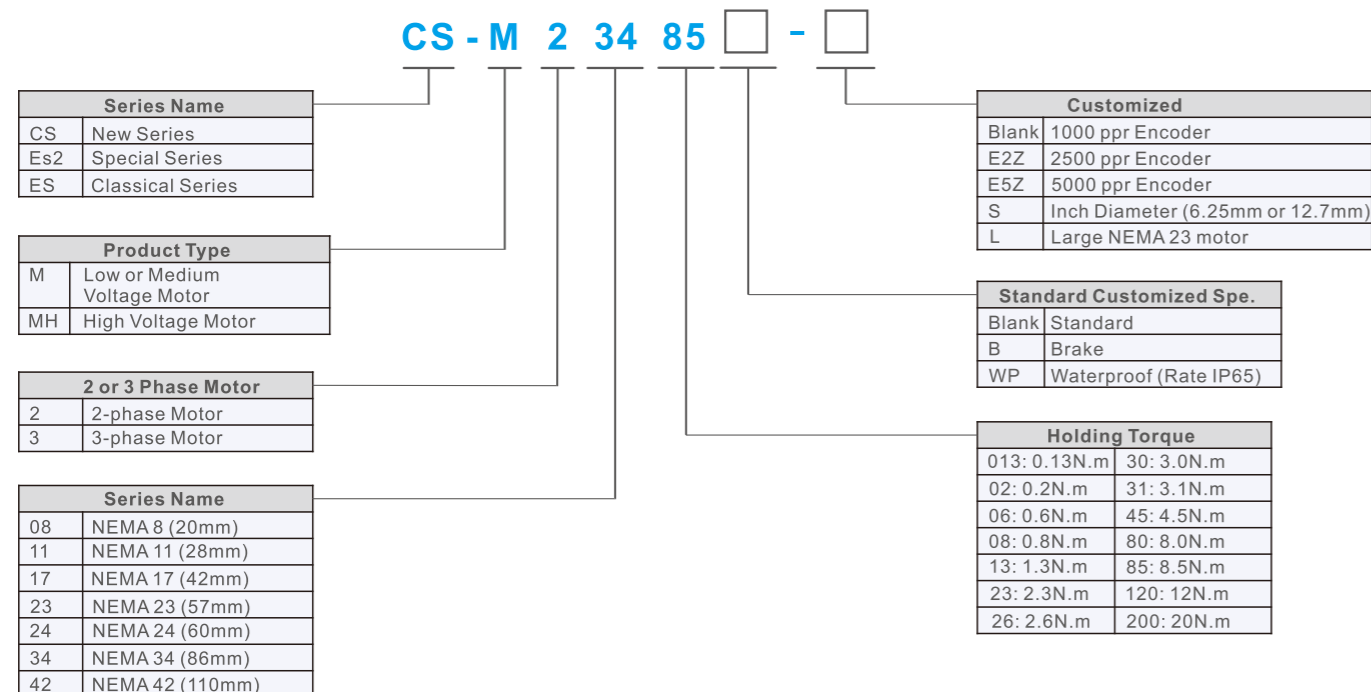 CS - M 2 34 85 □ - □
Series Name
CS New Series
Es2 Special Series
ES Classical Series
Product Type
M Low or Medium
Voltage Motor
MH High Voltage Motor
2 or 3 Phase Motor
2 2-phase Motor
3 3-phase Motor
Series Name
08 NEMA 8 (20mm)
11 NEMA 11 (28mm)
17 NEMA 17 (42mm)
23 NEMA 23 (57mm)
24 NEMA 24 (60mm)
34 NEMA 34 (86mm)
42 NEMA 42 (110mm)
Customized
Blank 1000 ppr Encoder
E2Z 2500 ppr Encoder
E5Z 5000 ppr Encoder
S Inch Diameter (6.25mm or 12.7mm)
L Large NEMA 23 motor
Standard Customized Spe.
Blank Standard
B Brake
WP Waterproof (Rate IP65)
Holding Torque
013: 0.13N.m 30: 3.0N.m
02: 0.2N.m 31: 3.1N.m
06: 0.6N.m 45: 4.5N.m
08: 0.8N.m 80: 8.0N.m
13: 1.3N.m 85: 8.5N.m
23: 2.3N.m 120: 12N.m
26: 2.6N.m 200: 20N.m